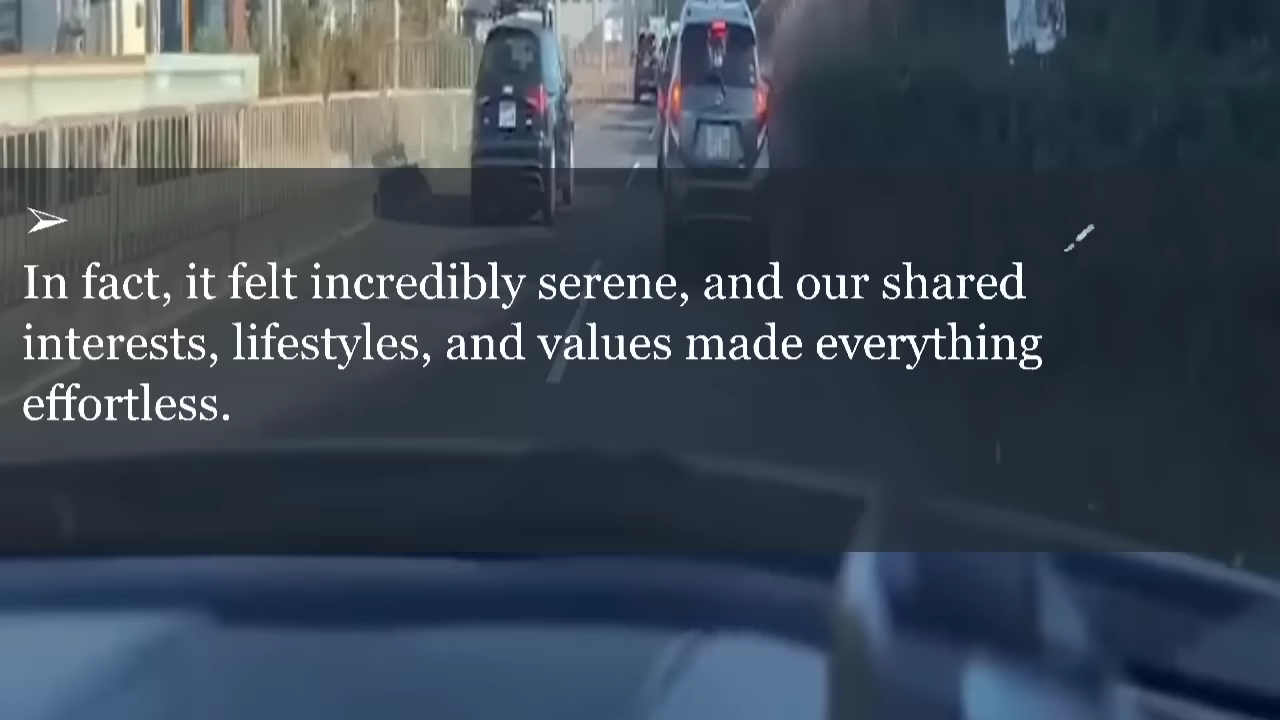 In fact, it felt incredibly serene, and our shared
interests, lifestyles, and values made everything
effortless.